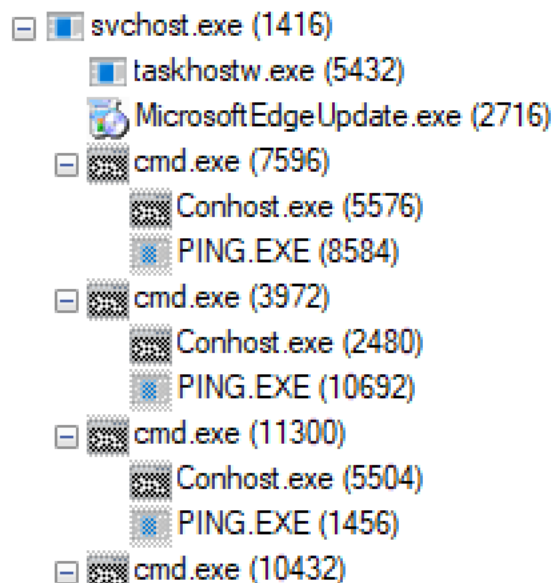 svchost.exe (1416)
taskhostw.exe (5432)
MicrosoftEdgeUpdate.exe (2716)
cmd.exe (7596)
Conhost.exe (5576)
PING.EXE (8584)
cmd.exe (3972)
Conhost.exe (2480)
PING.EXE (10692)
cmd.exe (11300)
Conhost.exe (5504)
PING.EXE (1456)
cmd.exe (10432)